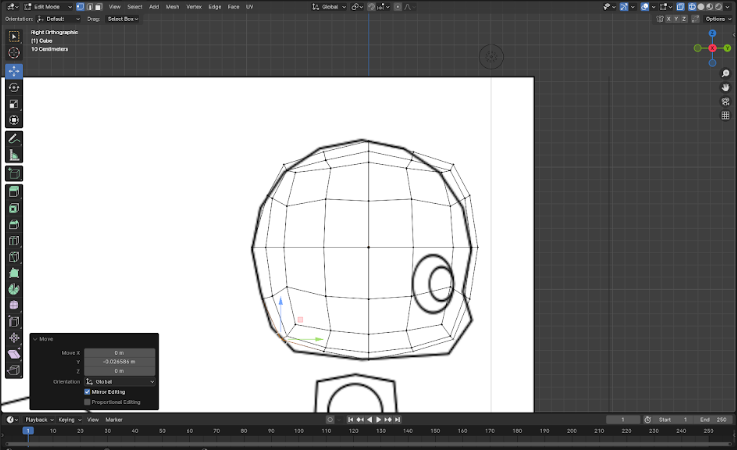 Edit Mode View Select Add Mesh Vertex Edge Face UV Global
Orientation: Default Drag: Select Box X Y Z Options
Right Orthographic
(1) Cube
10 Centimeters
Z
Y
Move
Move X 0 m
Y -0.026586 m
Z 0 m
Orientation Global
Mirror Editing
Proportional Editing
Playback Keying View Marker 1 Start 1 End 250
1 10 20 30 40 50 60 70 80 90 100 110 120 130 140 150 160 170 180 190 200 210 220 230 240 250